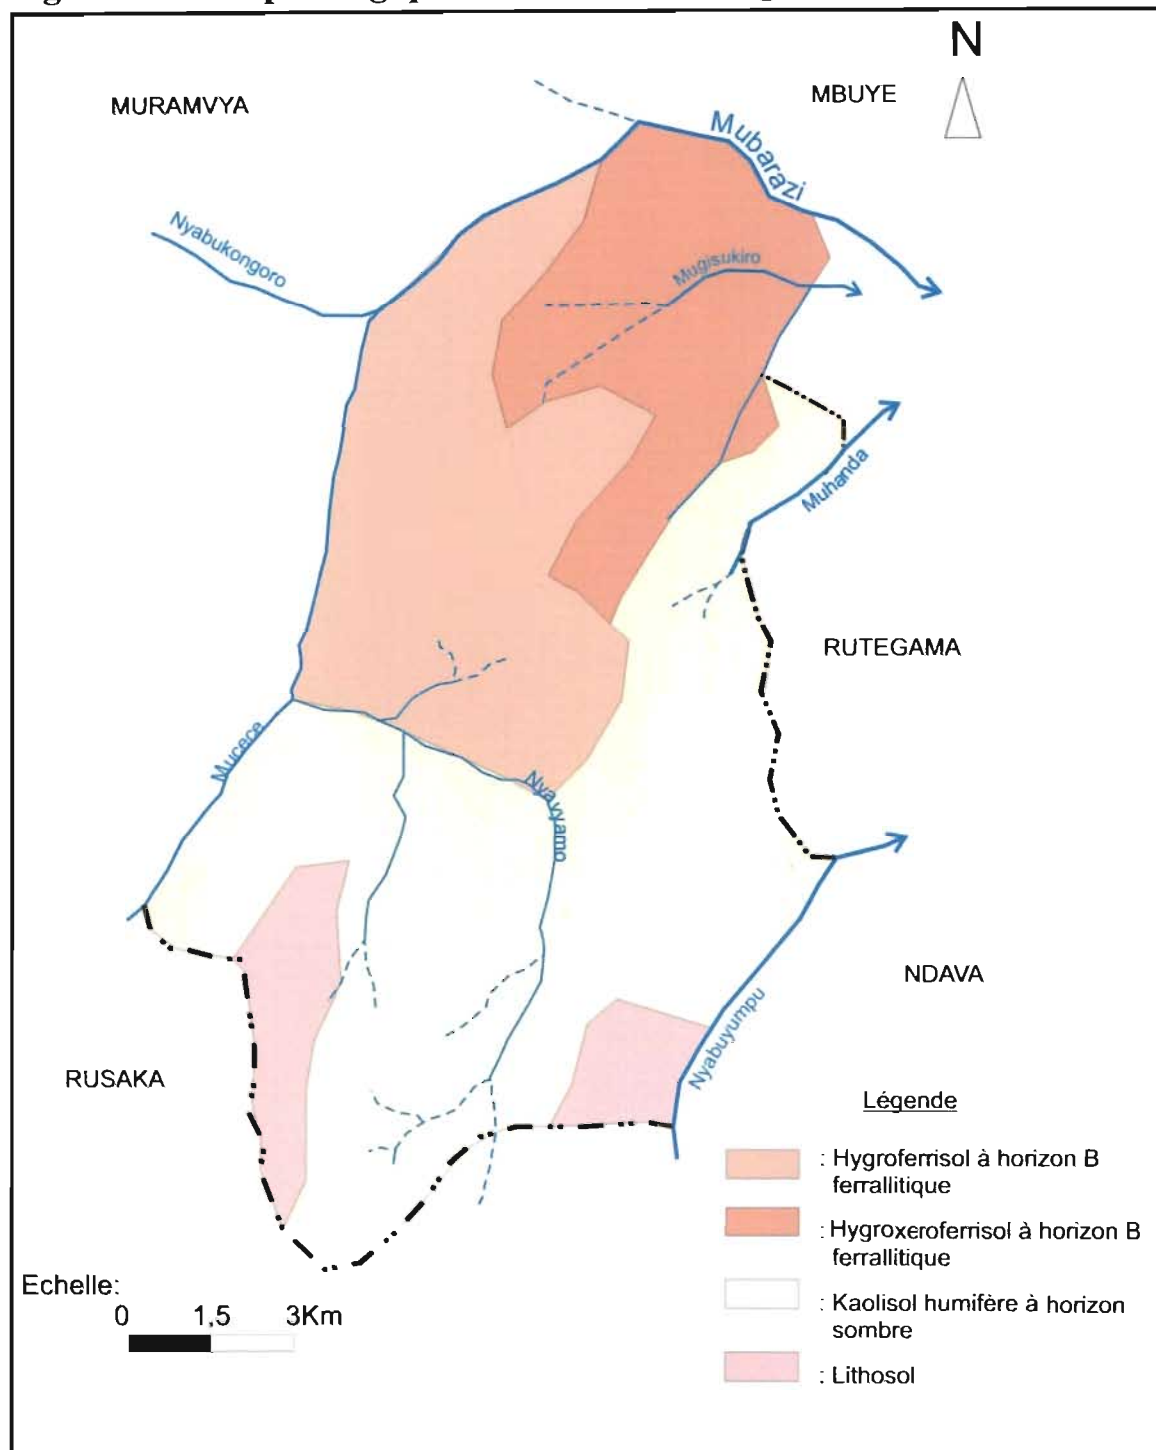 N
MURAMVYA
MBUYE
Mubarazi
Nyabukongoro
Mugisukiro
Muhanda
RUTEGAMA
Mucece
Nyavyamo
NDAVA
Nyabuyumpu
RUSAKA
Légende
: Hygroferrisol à horizon B
ferrallitique
: Hygroxeroferrisol à horizon B
ferrallitique
: Kaolisol humifère à horizon
sombre
: Lithosol
Echelle:
0 1,5 3Km